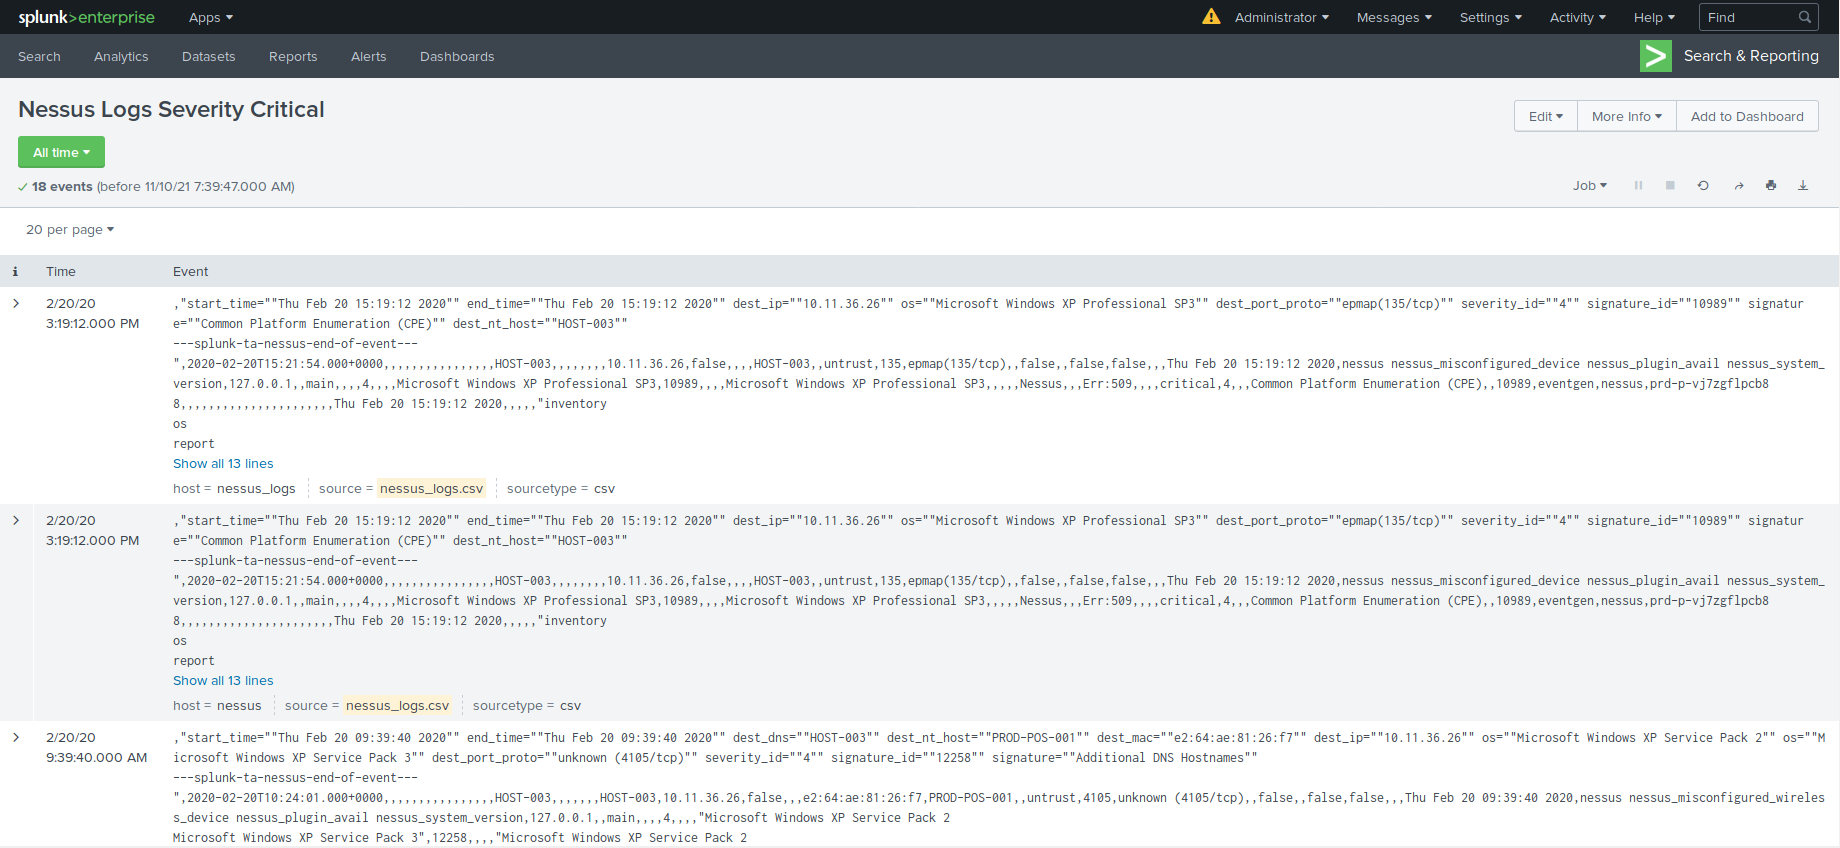 splunk>enterprise Apps Administrator Messages Settings Activity Help Find
Search Analytics Datasets Reports Alerts Dashboards Search & Reporting
Nessus Logs Severity Critical
Edit More Info Add to Dashboard
All time
18 events (before 11/10/21 7:39:47.000 AM)
Job
20 per page
i Time Event
2/20/20 ,"start_time=""Thu Feb 20 15:19:12 2020"" end_time=""Thu Feb 20 15:19:12 2020"" dest_ip=""10.11.36.26"" os=""Microsoft Windows XP Professional SP3"" dest_port_proto=""epmap(135/tcp)"" severity_id=""4"" signature_id=""10989"" signatur
3:19:12.000 PM e=""Common Platform Enumeration (CPE)"" dest_nt_host=""HOST-003""
---splunk-ta-nessus-end-of-event---
",2020-02-20T15:21:54.000+0000,,,,,,,,,,,,,,,,HOST-003,,,,,,,,10.11.36.26,false,,,,HOST-003,,untrust,135,epmap(135/tcp),,false,,false,false,,,Thu Feb 20 15:19:12 2020,nessus nessus_misconfigured_device nessus_plugin_avail nessus_system_
version,127.0.0.1,,main,,,,4,,,,Microsoft Windows XP Professional SP3,10989,,,,Microsoft Windows XP Professional SP3,,,,,Nessus,,,Err:509,,,,critical,4,,,Common Platform Enumeration (CPE),,10989,eventgen,nessus,prd-p-vj7zgflpcb8
8,,,,,,,,,,,,,,,,,,,,,,Thu Feb 20 15:19:12 2020,,,,,"inventory
os
report
Show all 13 lines
host = nessus_logs source = nessus_logs.csv sourcetype = csv
2/20/20 ,"start_time=""Thu Feb 20 15:19:12 2020"" end_time=""Thu Feb 20 15:19:12 2020"" dest_ip=""10.11.36.26"" os=""Microsoft Windows XP Professional SP3"" dest_port_proto=""epmap(135/tcp)"" severity_id=""4"" signature_id=""10989"" signatur
3:19:12.000 PM e=""Common Platform Enumeration (CPE)"" dest_nt_host=""HOST-003""
---splunk-ta-nessus-end-of-event---
",2020-02-20T15:21:54.000+0000,,,,,,,,,,,,,,,,HOST-003,,,,,,,,10.11.36.26,false,,,,HOST-003,,untrust,135,epmap(135/tcp),,false,,false,false,,,Thu Feb 20 15:19:12 2020,nessus nessus_misconfigured_device nessus_plugin_avail nessus_system_
version,127.0.0.1,,main,,,,4,,,,Microsoft Windows XP Professional SP3,10989,,,,Microsoft Windows XP Professional SP3,,,,,Nessus,,,Err:509,,,,critical,4,,,Common Platform Enumeration (CPE),,10989,eventgen,nessus,prd-p-vj7zgflpcb8
8,,,,,,,,,,,,,,,,,,,,,,Thu Feb 20 15:19:12 2020,,,,,"inventory
os
report
Show all 13 lines
host = nessus source = nessus_logs.csv sourcetype = csv
2/20/20 ,"start_time=""Thu Feb 20 09:39:40 2020"" end_time=""Thu Feb 20 09:39:40 2020"" dest_dns=""HOST-003"" dest_nt_host=""PROD-POS-001"" dest_mac=""e2:64:ae:81:26:f7"" dest_ip=""10.11.36.26"" os=""Microsoft Windows XP Service Pack 2"" os=""M
9:39:40.000 AM icrosoft Windows XP Service Pack 3"" dest_port_proto=""unknown (4105/tcp)"" severity_id=""4"" signature_id=""12258"" signature=""Additional DNS Hostnames""
---splunk-ta-nessus-end-of-event---
",2020-02-20T10:24:01.000+0000,,,,,,,,,,,,,,,,HOST-003,,,,,,,HOST-003,10.11.36.26,false,,,e2:64:ae:81:26:f7,PROD-POS-001,,untrust,4105,unknown (4105/tcp),,false,,false,false,,,Thu Feb 20 09:39:40 2020,nessus nessus_misconfigured_wireles
s_device nessus_plugin_avail nessus_system_version,127.0.0.1,,main,,,,4,,,,"Microsoft Windows XP Service Pack 2
Microsoft Windows XP Service Pack 3",12258,,,,"Microsoft Windows XP Service Pack 2